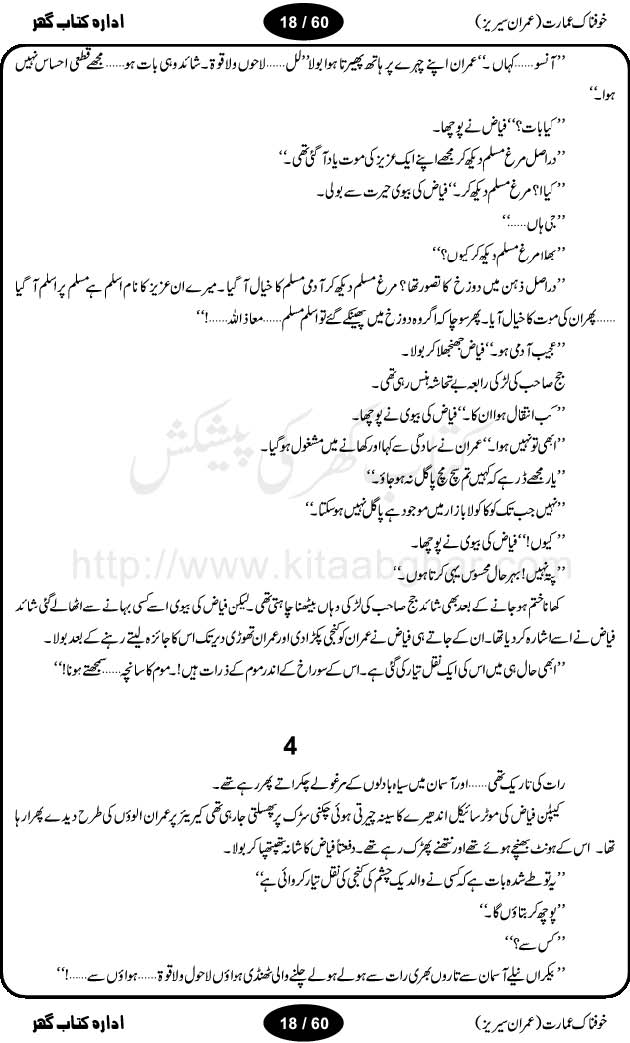 خوفناک عمارت (عمران سیریز)
18 / 60
ادارہ کتاب گھر
’’آنسو......کہاں۔‘‘ عمران اپنے چہرے پر ہاتھ پھیرتا ہوا بولا ’’لل......لاحوں ولاقوۃ۔ شائد وہی بات ہو......مجھے قطعی احساس نہیں
ہوا۔‘‘
’’کیا بات؟‘‘ فیاض نے پوچھا۔
’’دراصل مرغ مسلم دیکھ کر مجھے اپنے ایک عزیز کی موت یاد آ گئی تھی۔‘‘
’’کیا ا؟ مرغ مسلم دیکھ کر۔‘‘ فیاض کی بیوی حیرت سے بولی۔
’’جی ہاں......‘‘
’’بھلا مرغ مسلم دیکھ کر کیوں؟‘‘
’’دراصل ذہن میں دوزخ کا تصور تھا؟ مرغ مسلم دیکھ کر آدمی مسلم کا خیال آ گیا۔ میرے ان عزیز کا نام اسلم ہے مسلم پر اسلم آ گیا
......پھر ان کی موت کا خیال آیا۔ پھر سوچا کہ اگر وہ دوزخ میں پھینکے گئے تو اسلم مسلم......معاذ اللہ......!‘‘
’’عجیب آدمی ہو۔‘‘ فیاض جھنجھلا کر بولا۔
جج صاحب کی لڑکی رابعہ بے تحاشہ ہنس رہی تھی۔
’’کب انتقال ہوا ان کا۔‘‘ فیاض کی بیوی نے پوچھا۔
’’ابھی تو نہیں ہوا۔‘‘ عمران نے سادگی سے کہا اور کھانے میں مشغول ہو گیا۔
’’یار مجھے ڈر ہے کہ کہیں تم سچ مچ پاگل نہ ہو جاؤ۔‘‘
’’نہیں جب تک کوکا کولا بازار میں موجود ہے پاگل نہیں ہو سکتا۔‘‘
’’کیوں!‘‘ فیاض کی بیوی نے پوچھا۔
’’پتہ نہیں! بہر حال محسوس یہی کرتا ہوں۔‘‘
کھانا ختم ہو جانے کے بعد بھی شائد جج صاحب کی لڑکی وہاں بیٹھنا چاہتی تھی۔ لیکن فیاض کی بیوی اسے کسی بہانے سے اٹھا لے گئی شائد
فیاض نے اسے اشارہ کر دیا تھا۔ ان کے جاتے ہی فیاض نے عمران کو کنجی پکڑا دی اور عمران تھوڑی دیر تک اس کا جائزہ لیتے رہنے کے بعد بولا۔
’’ابھی حال ہی میں اس کی ایک نقل تیار کی گئی ہے۔ اس کے سوراخ کے اندر موم کے ذرات ہیں!۔ موم کا سانچہ......سمجھتے ہو نا!‘‘
کتاب گھر کی پیشکش
http://www.kitaabghar.com
4
رات کی تاریک تھی......اور آسمان میں سیاہ بادلوں کے مرغولے چکراتے پھر رہے تھے۔
کیپٹن فیاض کی موٹر سائیکل اندھیرے کا سینہ چیرتی ہوئی چکنی سڑک پر پھسلتی جا رہی تھی کیریئر پر عمران الوؤں کی طرح دیدے پھرا رہا
تھا۔ اس کے ہونٹ بھنچے ہوئے تھے اور نتھنے پھڑک رہے تھے۔ دفعتاً فیاض کا شانہ تھپتھپا کر بولا۔
’’یہ تو طے شدہ بات ہے کہ کسی نے والد یک چشم کی کنجی کی نقل تیار کروائی ہے‘‘
’’پوچھ کر بتاؤں گا۔‘‘
’’کس سے؟‘‘
’’بیکراں نیلے آسمان سے تاروں بھری رات سے ہولے ہولے چلنے والی ٹھنڈی ہواؤں لاحول ولا قوۃ......ہواؤں سے......!‘‘
خوفناک عمارت (عمران سیریز)
18 / 60
ادارہ کتاب گھر